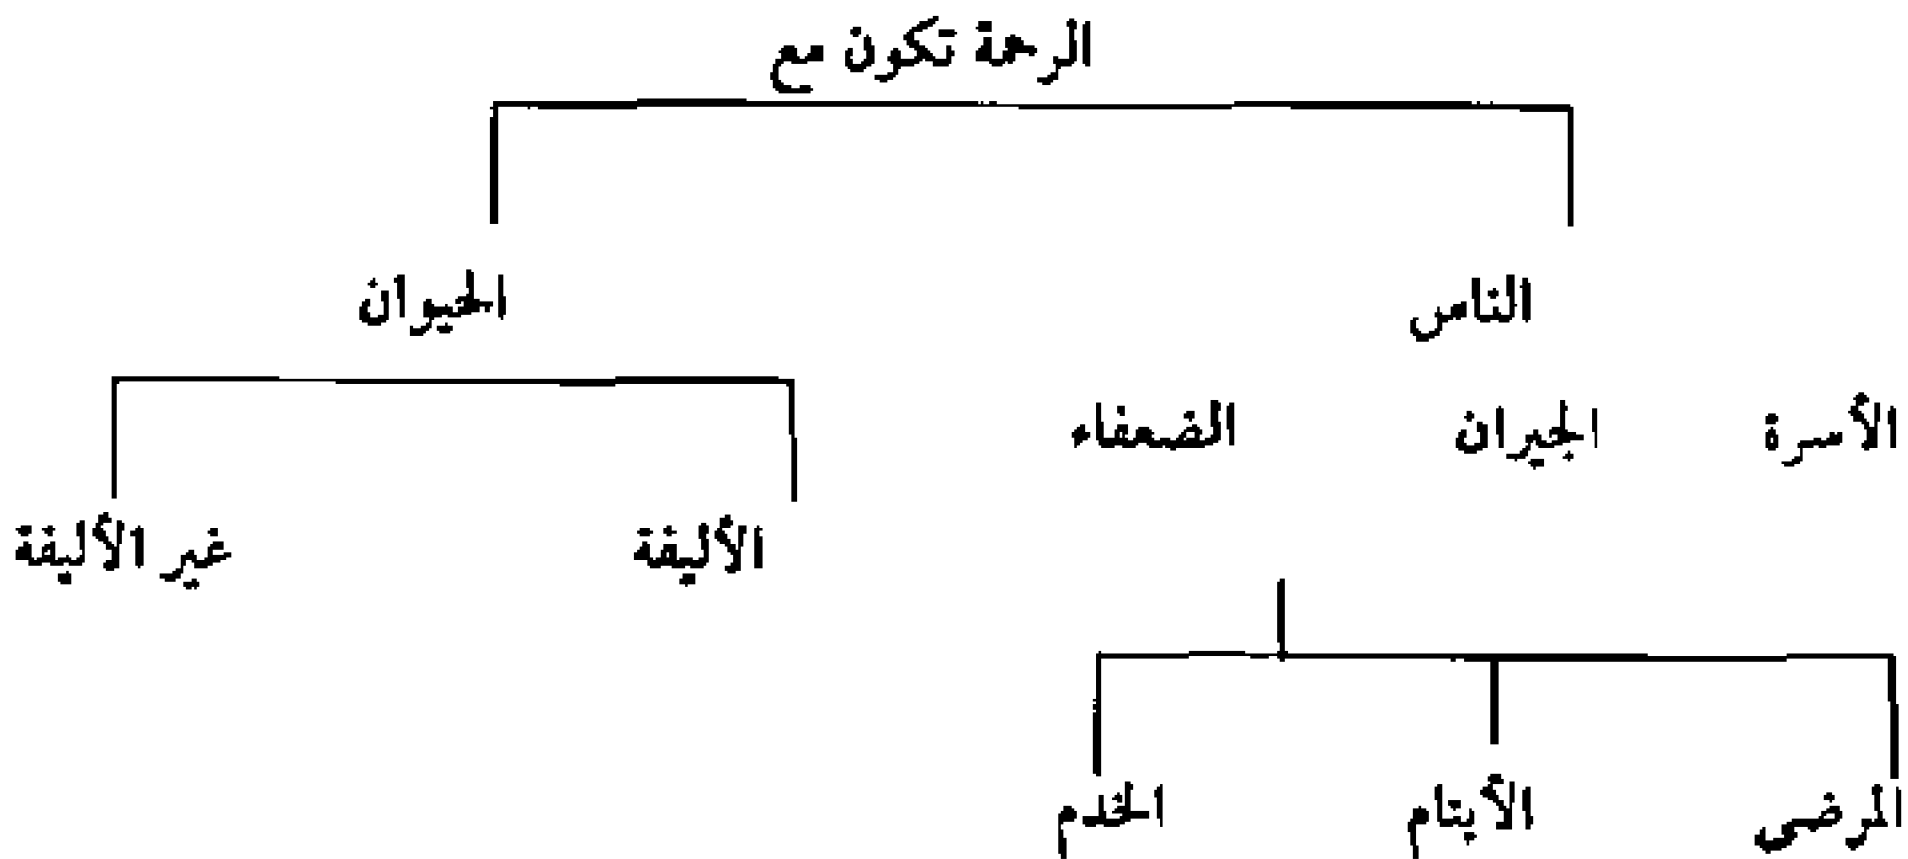 الرحمة تكون مع
الناس
الحيوان
الأسرة
الجيران
الضعفاء
الأليفة
غير الأليفة
المرضى
الأيتام
الخدم